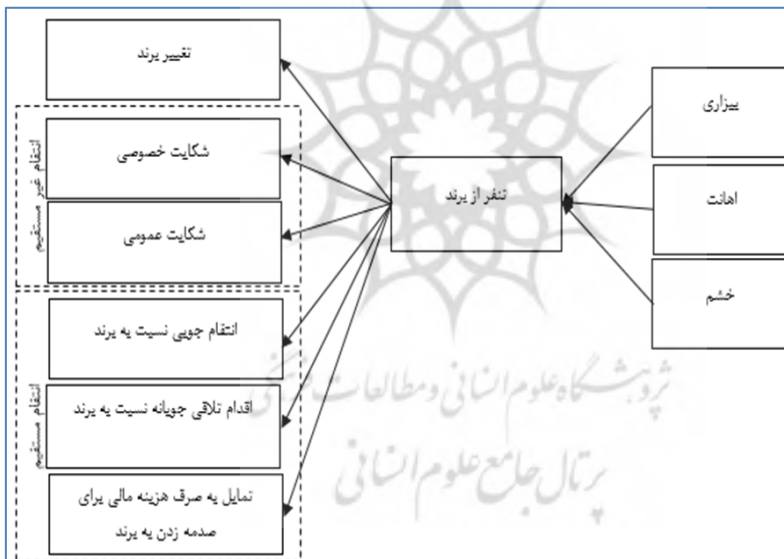 تغییر برند
بیزاری
شکایت خصوصی
انتقام غیر مستقیم
تنفر از برند
اهانت
شکایت عمومی
خشم
انتقام جویی نسبت به برند
اقدام تلافی جویانه نسبت به برند
انتقام مستقیم
تمایل به صرف هزینه مالی برای
صدمه زدن به برند
پژوهشگاه علوم انسانی و مطالعات فرهنگی
پرتال جامع علوم انسانی